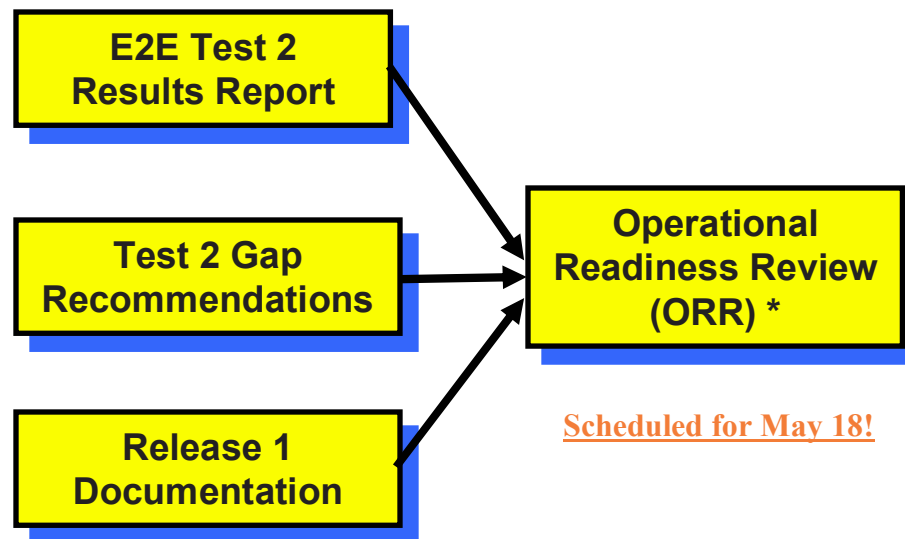 E2E Test 2
Results Report
Test 2 Gap
Recommendations
Release 1
Documentation
Operational
Readiness Review
(ORR) *
Scheduled for May 18!